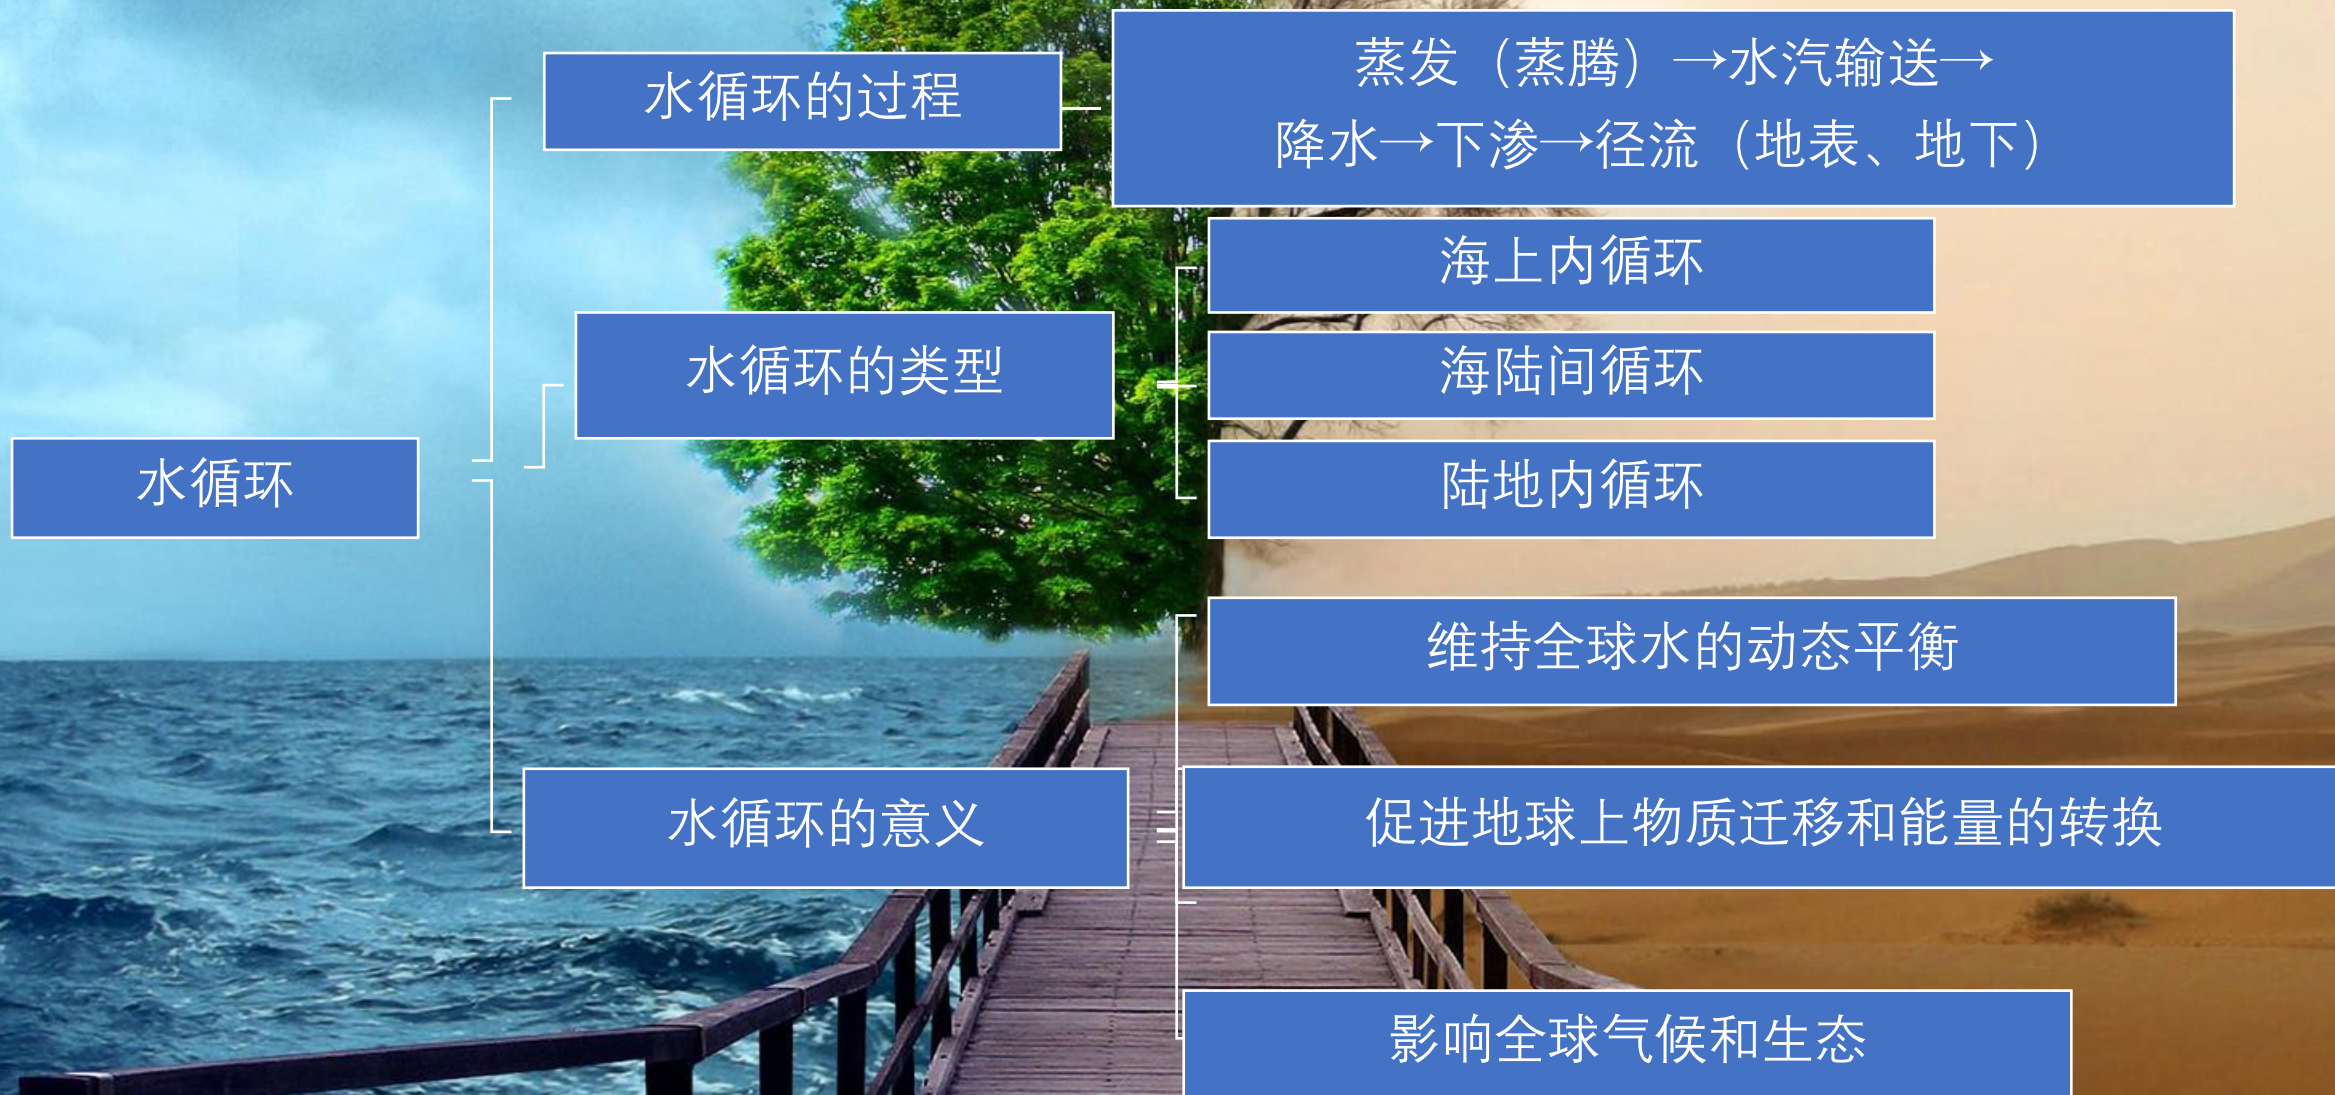 水循环
水循环的过程
蒸发（蒸腾）→水汽输送→
降水→下渗→径流（地表、地下）
水循环的类型
海上内循环
海陆间循环
陆地内循环
水循环的意义
维持全球水的动态平衡
促进地球上物质迁移和能量的转换
影响全球气候和生态